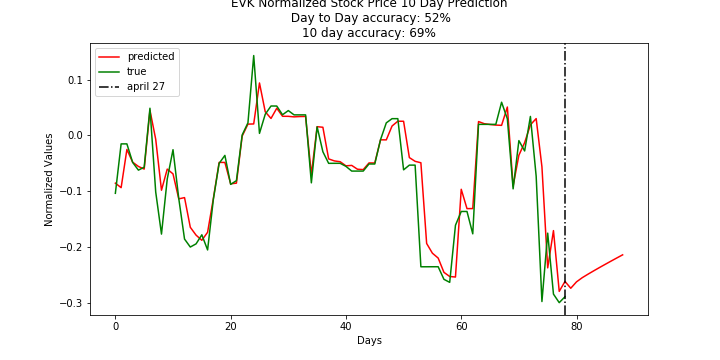 EVK Normalized Stock Price 10 Day Prediction
Day to Day accuracy: 52%
10 day accuracy: 69%
predicted
true
april 27
Normalized Values
0.1
0.0
−0.1
−0.2
−0.3
0
20
40
60
80
Days